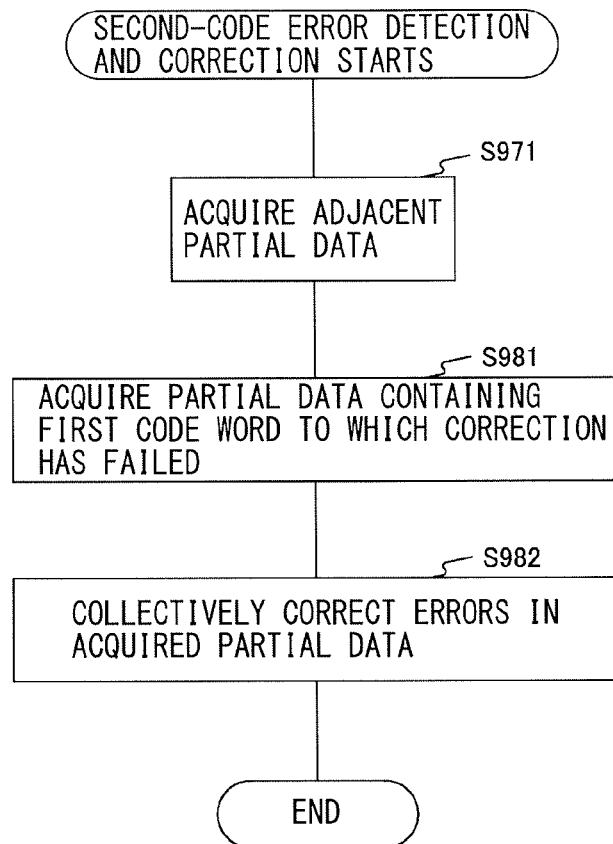 SECOND-CODE ERROR DETECTION
AND CORRECTION STARTS
S971
ACQUIRE ADJACENT
PARTIAL DATA
S981
ACQUIRE PARTIAL DATA CONTAINING
FIRST CODE WORD TO WHICH CORRECTION
HAS FAILED
S982
COLLECTIVELY CORRECT ERRORS IN
ACQUIRED PARTIAL DATA
END